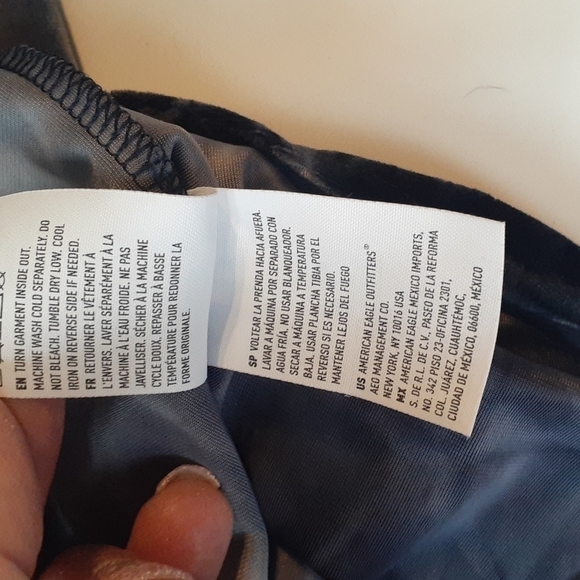 EN TURN GARMENT INSIDE OUT.
MACHINE WASH COLD SEPARATELY. DO
NOT BLEACH. TUMBLE DRY LOW. COOL
IRON ON REVERSE SIDE IF NEEDED.
FR RETOURNER LE VÊTEMENT À
L'ENVERS. LAVER SÉPARÉMENT À LA
MACHINE À L'EAU FROIDE. NE PAS
JAVELLISER. SÉCHER À LA MACHINE
CYCLE DOUX. REPASSER À BASSE
TEMPÉRATURE POUR REDONNER LA
FORME ORIGINALE.
SP VOLTEAR LA PRENDA HACIA AFUERA.
LAVAR A MAQUINA POR SEPARADO CON
AGUA FRÍA. NO USAR BLANQUEADOR.
SECAR A MAQUINA A TEMPERATURA
BAJA. USAR PLANCHA TIBIA POR EL
REVERSO SI ES NECESARIO.
MANTENER LEJOS DEL FUEGO
US AMERICAN EAGLE OUTFITTERS®
AEO MANAGEMENT CO.
NEW YORK, NY 10016 USA
MX AMERICAN EAGLE MEXICO IMPORTS,
S. DE R.L. DE C.V., PASEO DE LA REFORMA
NO. 342 PISO 23-OFICINA 2301,
COL. JUÁREZ, CUAUHTÉMOC,
CIUDAD DE MÉXICO, 06600, MÉXICO